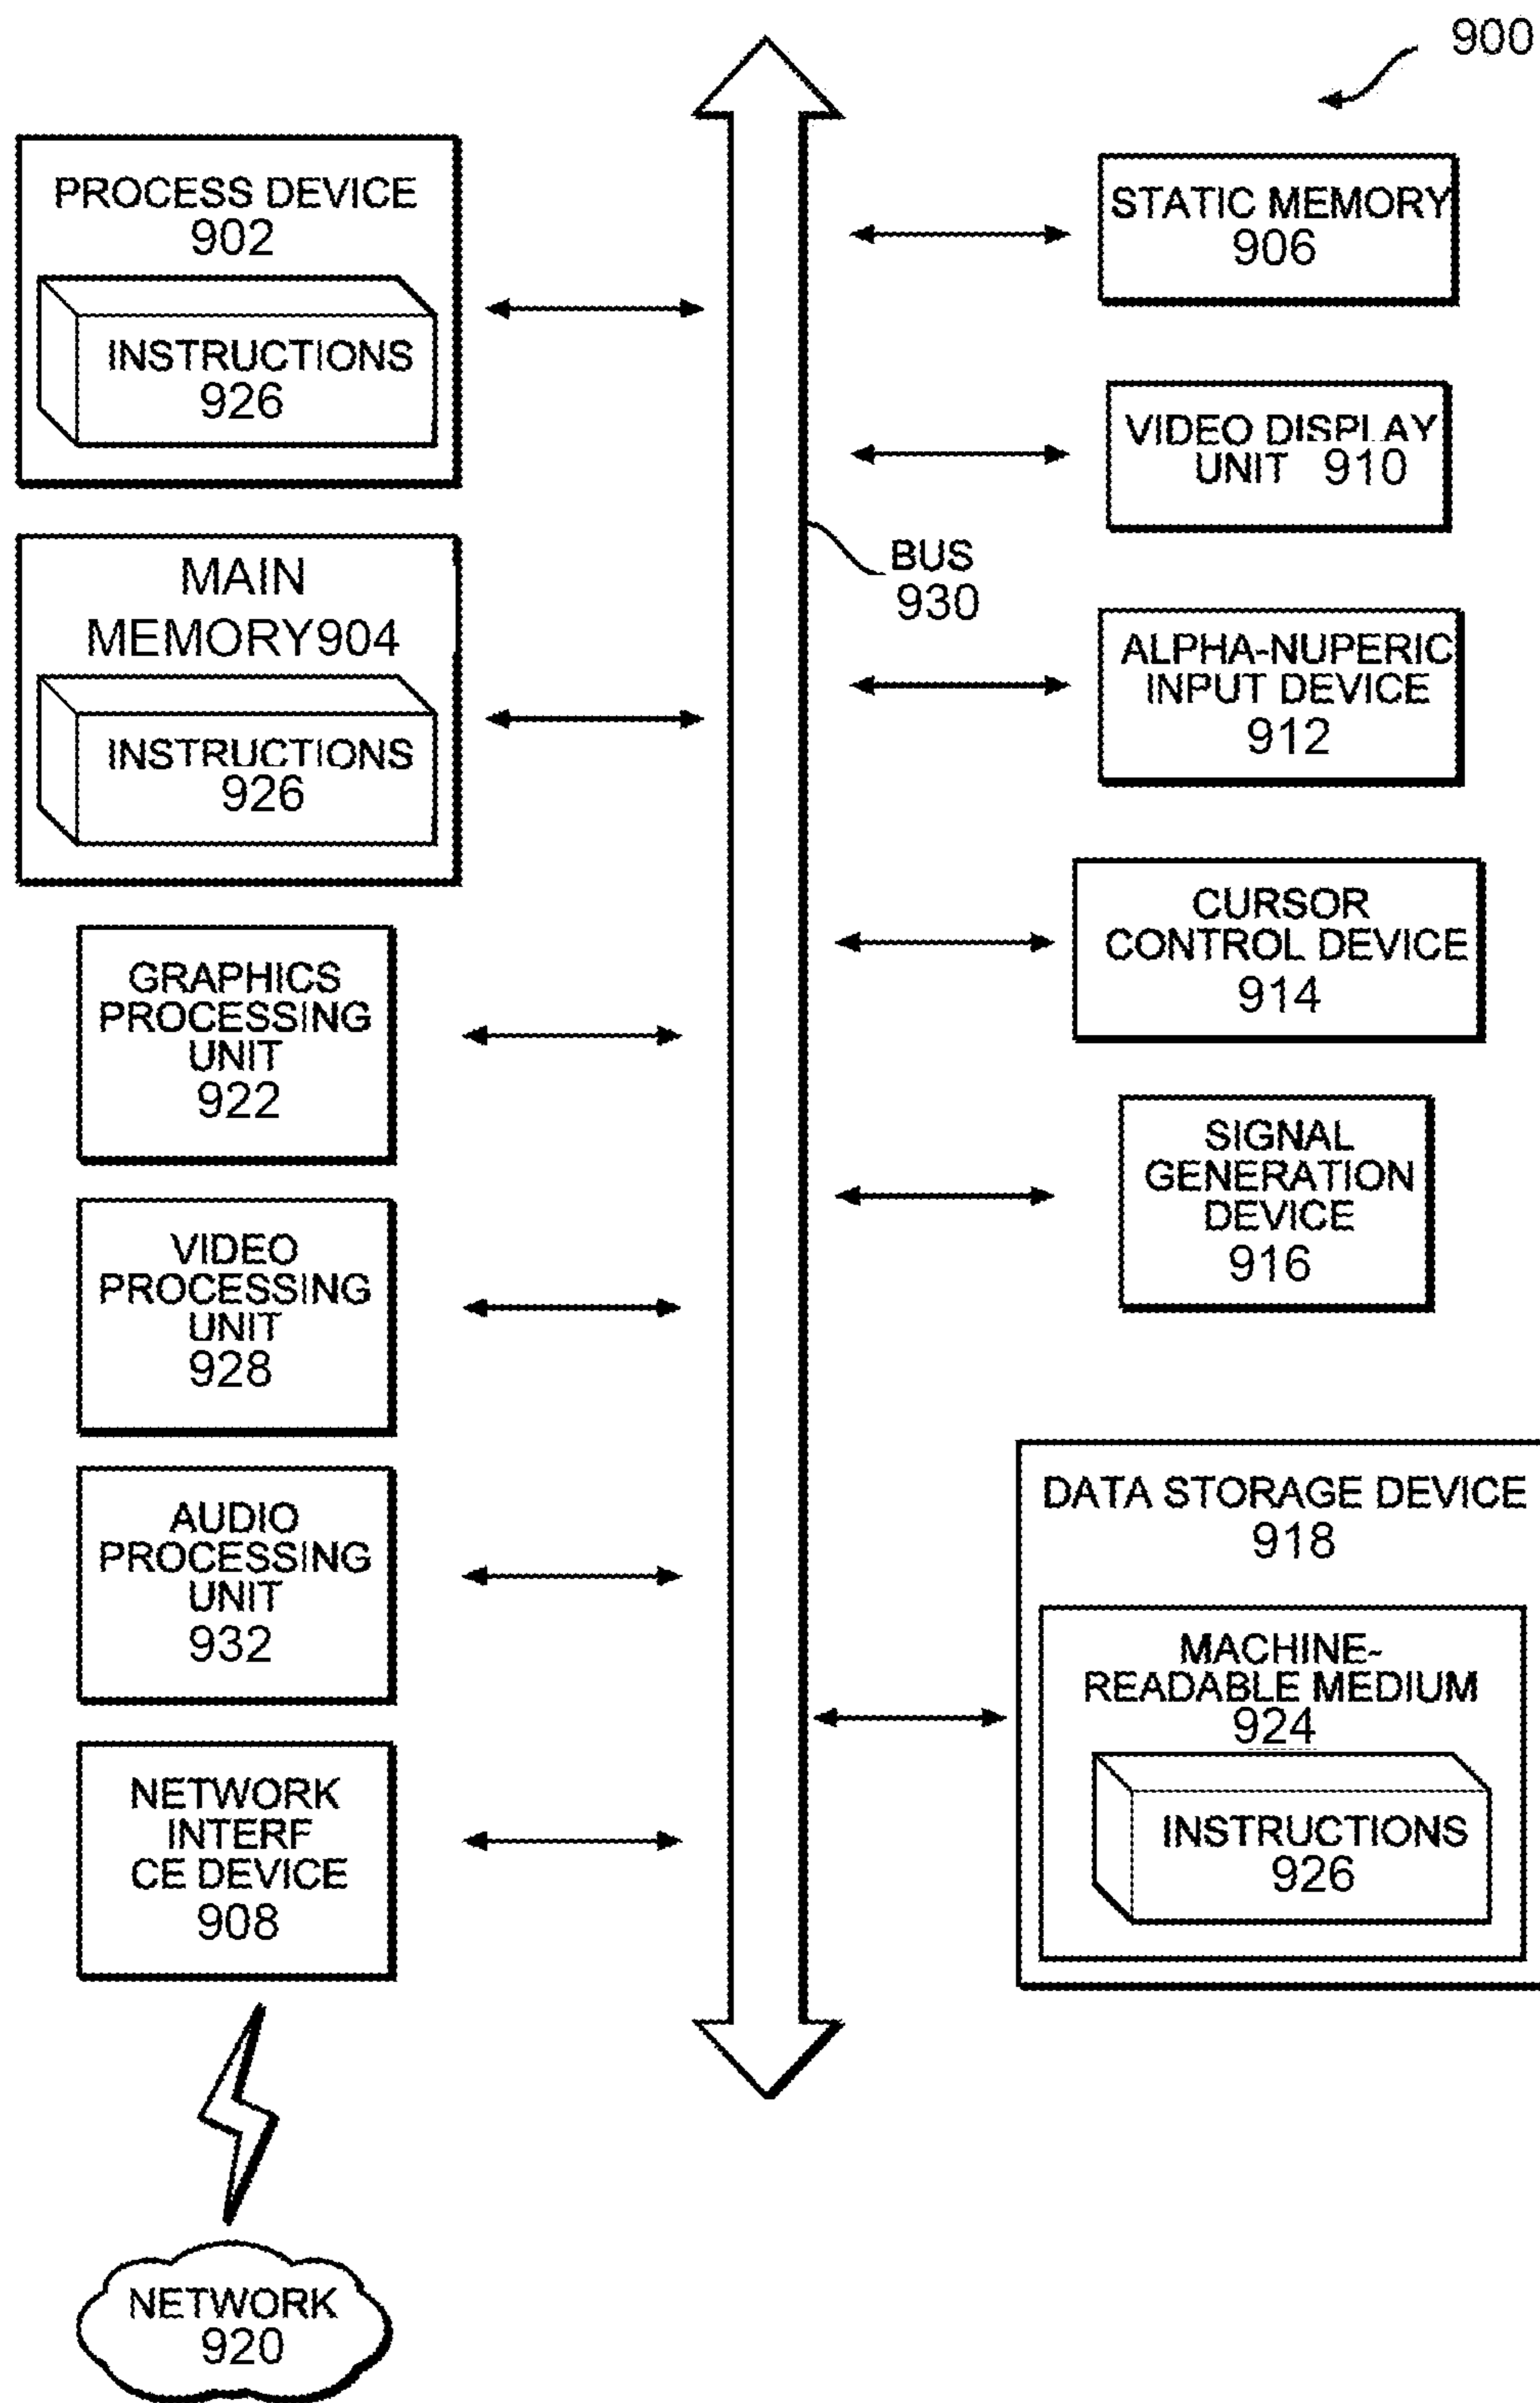 900
PROCESS DEVICE
902
INSTRUCTIONS
926
MAIN
MEMORY904
INSTRUCTIONS
926
GRAPHICS
PROCESSING
UNIT
922
VIDEO
PROCESSING
UNIT
928
AUDIO
PROCESSING
UNIT
932
NETWORK
INTERF
CE DEVICE
908
NETWORK
920
BUS
930
STATIC MEMORY
906
VIDEO DISPLAY
UNIT 910
ALPHA-NUPERIC
INPUT DEVICE
912
CURSOR
CONTROL DEVICE
914
SIGNAL
GENERATION
DEVICE
916
DATA STORAGE DEVICE
918
MACHINE-
READABLE MEDIUM
924
INSTRUCTIONS
926